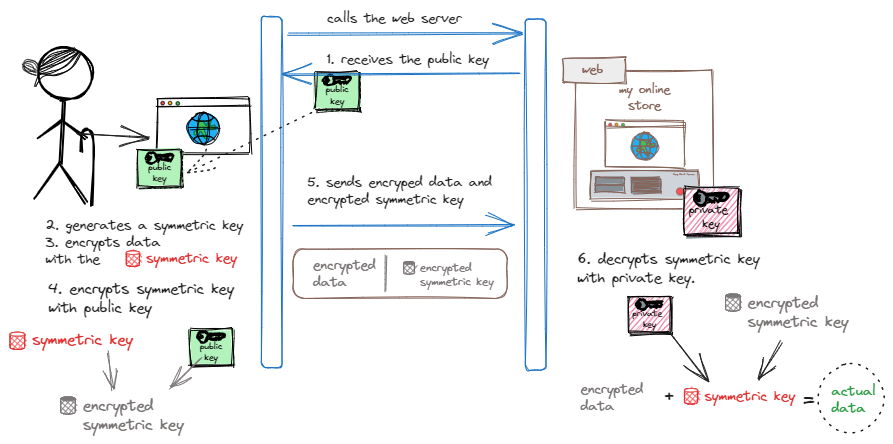 calls the web server
1. receives the public key
public
key
web
my online
store
public
key
private
key
5. sends encryped data and
encrypted symmetric key
2. generates a symmetric key
3. encrypts data
with the symmetric key
4. encrypts symmetric key
with public key
encrypted
data
encrypted
symmetric key
6. decrypts symmetric key
with private key.
symmetric key
public
key
encrypted
symmetric key
private
key
encrypted
symmetric key
encrypted
data
+
symmetric key
=
actual
data